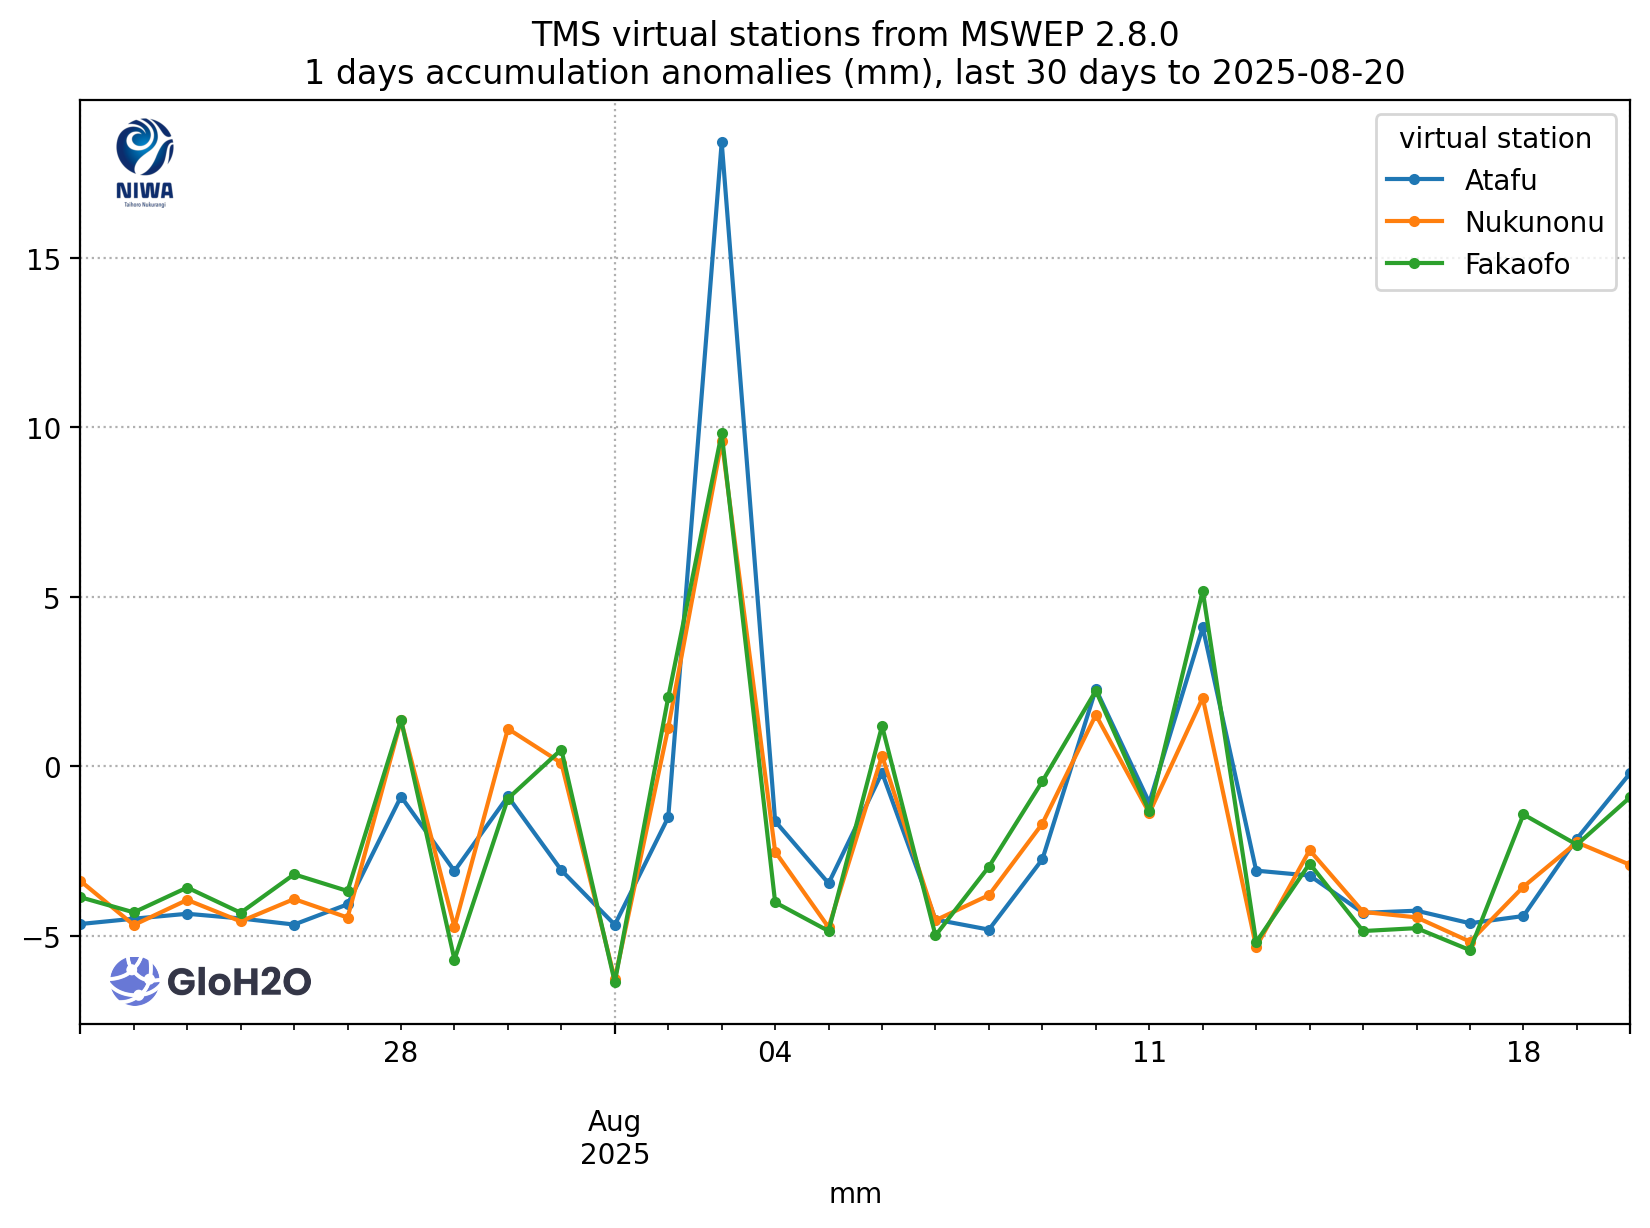 TMS virtual stations from MSWEP 2.8.0
1 days accumulation anomalies (mm), last 30 days to 2025-08-20
NIWA
Taihoro Nukurangi
virtual station
Atafu
Nukunonu
Fakaofo
15
10
5
0
−5
GloH2O
28
04
11
18
Aug
2025
mm